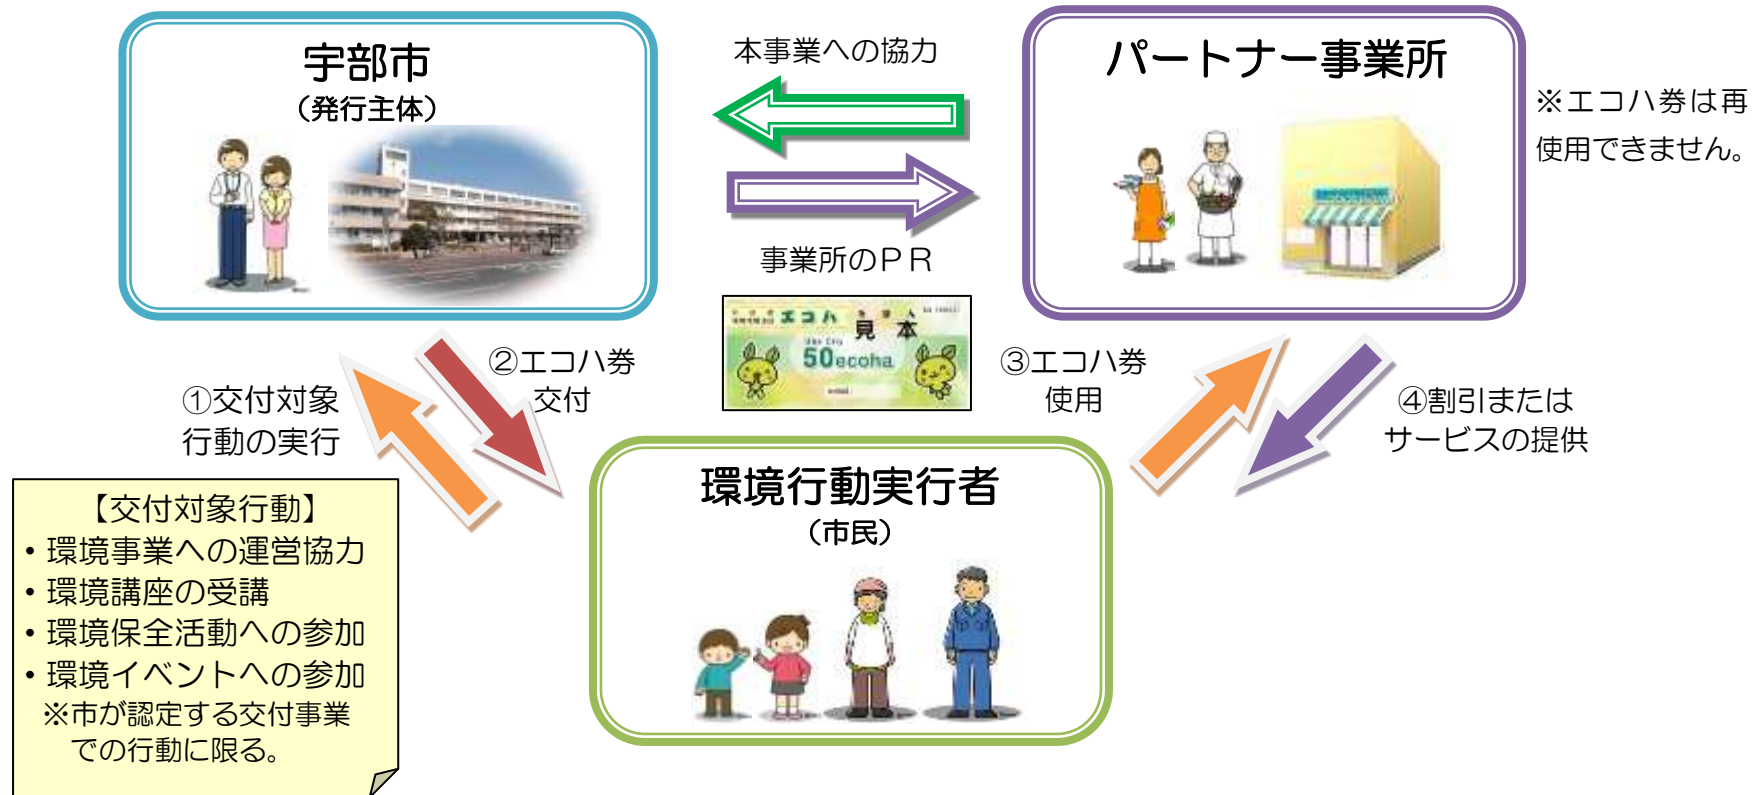 宇部市
（発行主体）
本事業への協力
事業所のＰＲ
パートナー事業所
※エコハ券は再
使用できません。
エコハ
見本
Ube City
50ecoha
①交付対象
行動の実行
②エコハ券
交付
③エコハ券
使用
④割引または
サービスの提供
環境行動実行者
（市民）
【交付対象行動】
・環境事業への運営協力
・環境講座の受講
・環境保全活動への参加
・環境イベントへの参加
※市が認定する交付事業
での行動に限る。